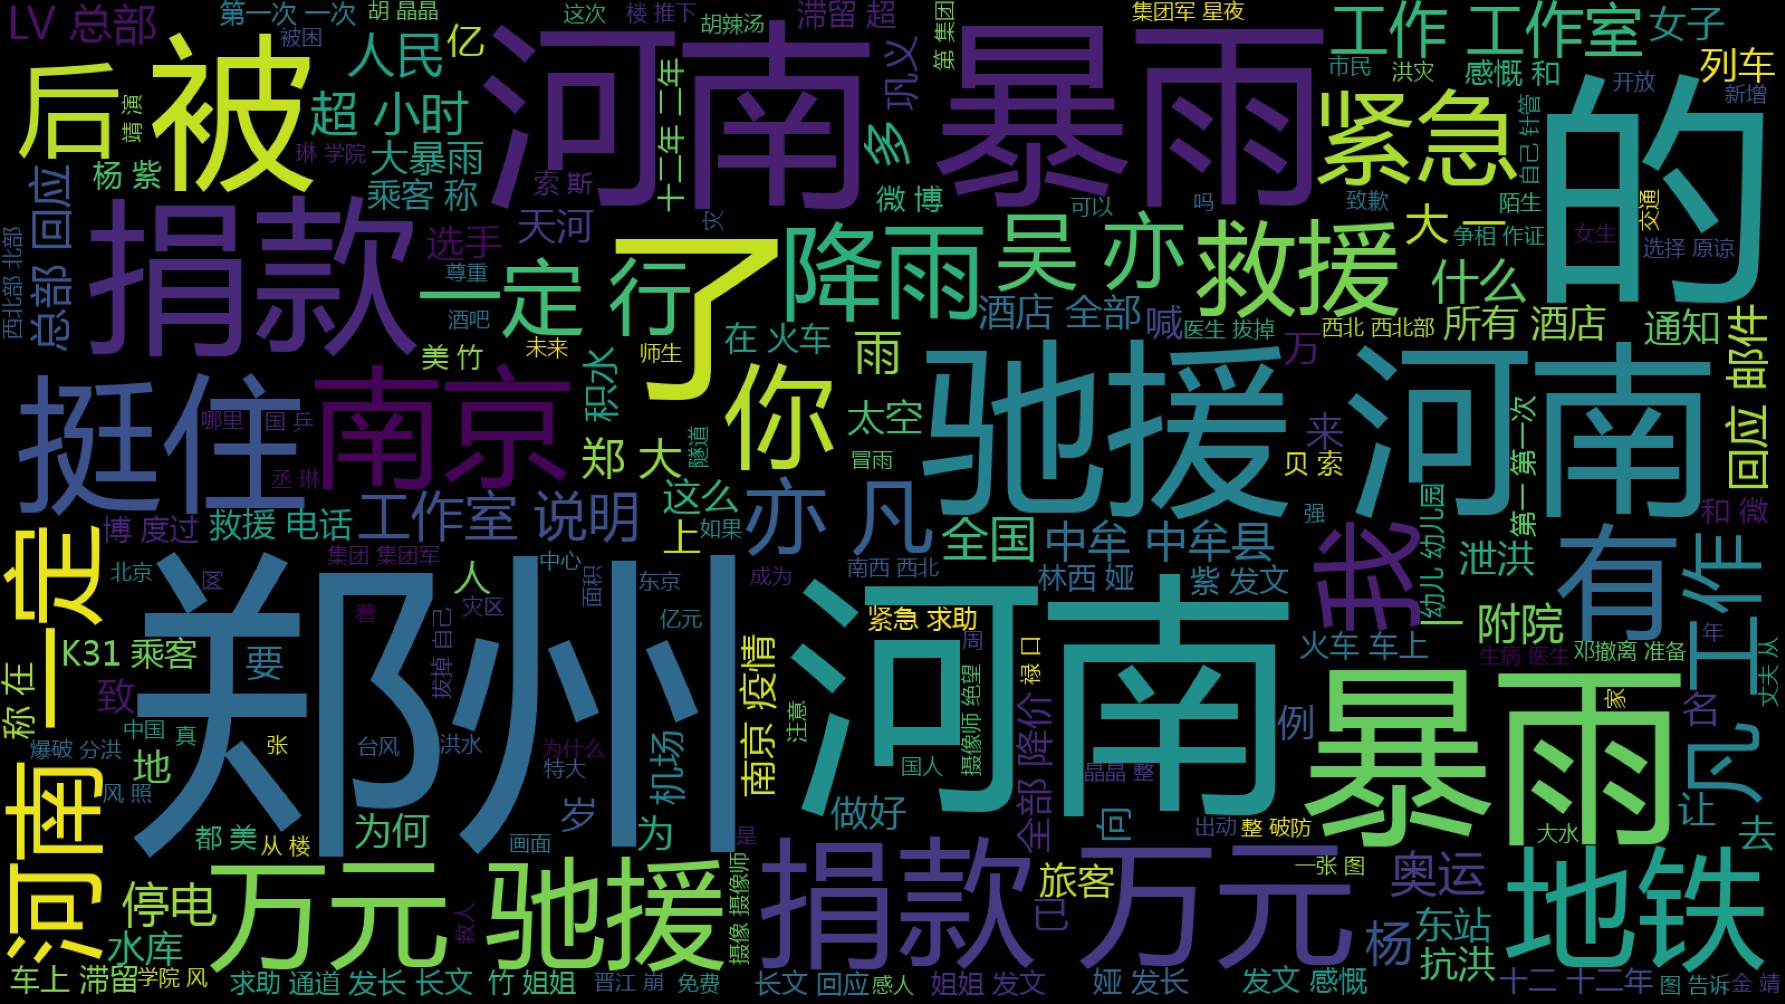 LV 总部
第一次 一次
被困
胡 晶晶
这次
楼 推下
胡辣汤
滞留 超
集团军 星夜
第 集团
工作 工作室
女子
后
被
人民
亿
河南 暴雨
十二年 二年
巩义
市民
洪灾
感慨 和
列车
开放
新增
靖 演
超 小时
琳 学院
大暴雨
杨 紫
乘客 称
索 斯
多
微 博
紧急
自己 针管
的
总部 回应
捐款
选手
天河
灾
可以
吗
致歉
陌生
交通
大 一
争相 作证
女生
选择 原谅
西北部 北部
尊重
一定 行
了
降雨
吴 亦
救援
什么
酒吧
酒店 全部
喊
医生 拔掉
西北 西北部
所有 酒店
通知
美 竹
未来
师生
在 火车
雨
万
邮件
回应
挺住
南京
积水
你
驰援 河南
哪里
国 乒
太空
来
第一 第一次
郑 大
隧道
冒雨
贝 索
丞 琳
工作室 说明
这么
亦 凡
强
博 度过
救援 电话
上
如果
全国
中牟 中牟县
我
幼儿 幼儿园
和 微
泄洪
有
工作
一定
北京
网
集团 集团军
人
中心
面积
东京
成为
南西 西北
林西 娅
紫 发文
郑州
着
灾区
亿元
河南
紧急 求助
周
一 附院
年
K31 乘客
要
拔掉 自己
南京 疫情
摄像师 绝望
禄 口
火车 车上
生病 医生
邓撤离 准备
丈夫 从
称 在
致
中国
真
张
台风
洪水
为什么
特大
机场
注意
国人
晶晶 整
例
暴雨
家
名
凡
爆破 分洪
河南
地
风 照
岁
做好
全部 降价
向
让
都 美
从 楼
为何
画面
为
是
出动
整 破防
大水
去
停电
万元
驰援
摄像 摄像师
捐款
旅客
已
万元
一张 图
奥运
地铁
水库
救人
杨
东站
抗洪
车上 滞留
学院 风
求助 通道
发长 长文
竹 姐姐
晋江 崩
免费
长文 回应
感人
姐姐 发文
娅 发长
发文 感慨
十二 十二年
图 告诉
金 靖